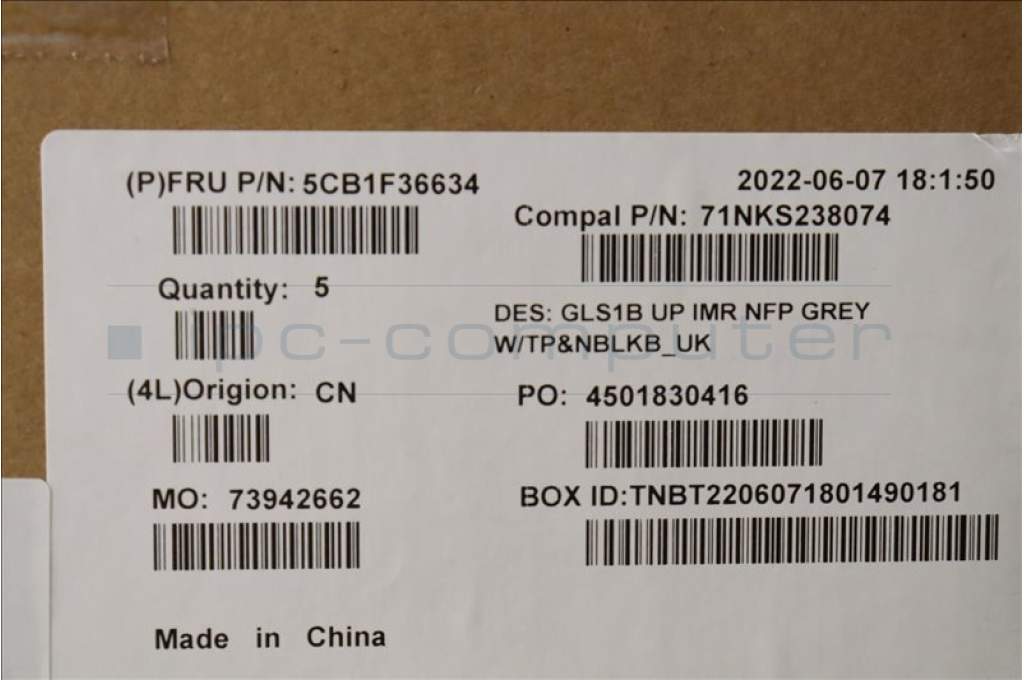 (P)FRU P/N: 5CB1F36634
2022-06-07 18:1:50
Compal P/N: 71NKS238074
Quantity: 5
DES: GLS1B UP IMR NFP GREY
W/TP&NBLKB_UK
ipc-computer
(4L)Origion: CN
PO: 4501830416
MO: 73942662
BOX ID:TNBT2206071801490181
Made in China